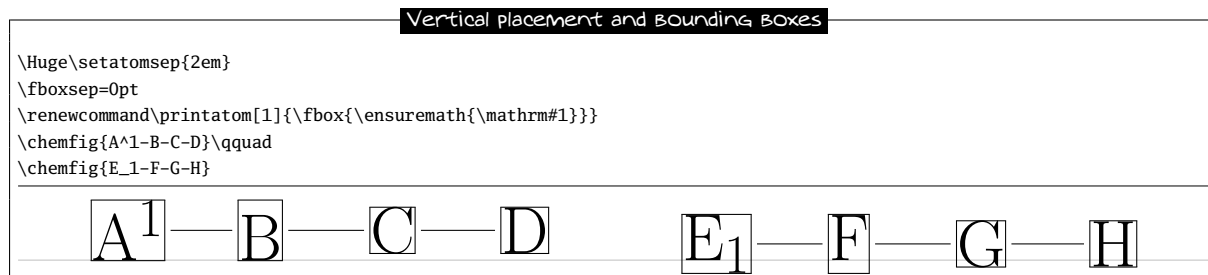 Vertical placement and Bounding Boxes
\Huge\setatomsep{2em}
\fboxsep=0pt
\renewcommand\printatom[1]{\fbox{\ensuremath{\mathrm#1}}}
\chemfig{A^1-B-C-D}\qquad
\chemfig{E_1-F-G-H}
A¹ B C D E₁ F G H